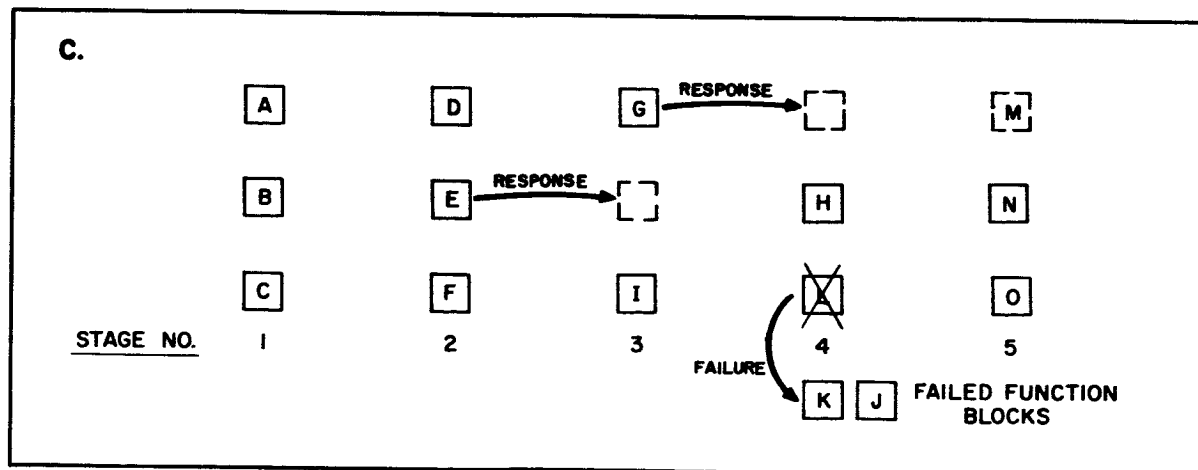 C.
A D G RESPONSE M
B E RESPONSE H N
C F I L O
STAGE NO. 1 2 3 4 5
FAILURE
K J FAILED FUNCTION
BLOCKS